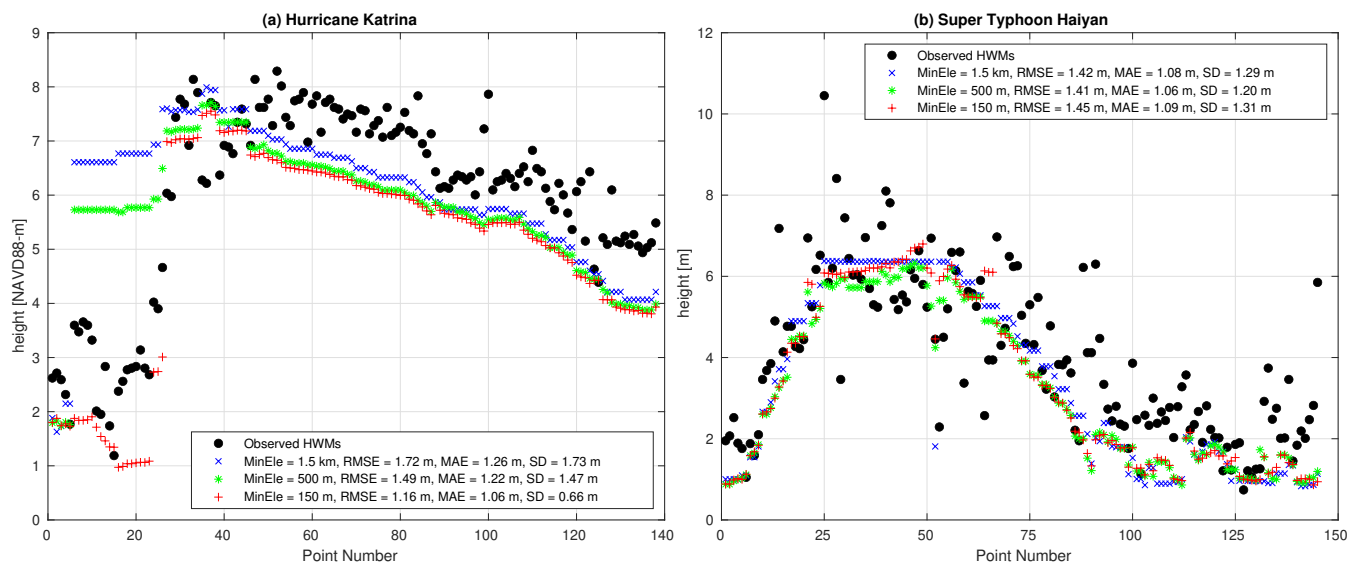 (a) Hurricane Katrina
9
8
7
6
5
4
3
2
1
0
height [NAVD88-m]
Observed HWMs
MinEle = 1.5 km, RMSE = 1.72 m, MAE = 1.26 m, SD = 1.73 m
MinEle = 500 m, RMSE = 1.49 m, MAE = 1.22 m, SD = 1.47 m
MinEle = 150 m, RMSE = 1.16 m, MAE = 1.06 m, SD = 0.66 m
0 20 40 60 80 100 120 140
Point Number
(b) Super Typhoon Haiyan
12
10
8
6
4
2
0
height [m]
Observed HWMs
MinEle = 1.5 km, RMSE = 1.42 m, MAE = 1.08 m, SD = 1.29 m
MinEle = 500 m, RMSE = 1.41 m, MAE = 1.06 m, SD = 1.20 m
MinEle = 150 m, RMSE = 1.45 m, MAE = 1.09 m, SD = 1.31 m
0 25 50 75 100 125 150
Point Number